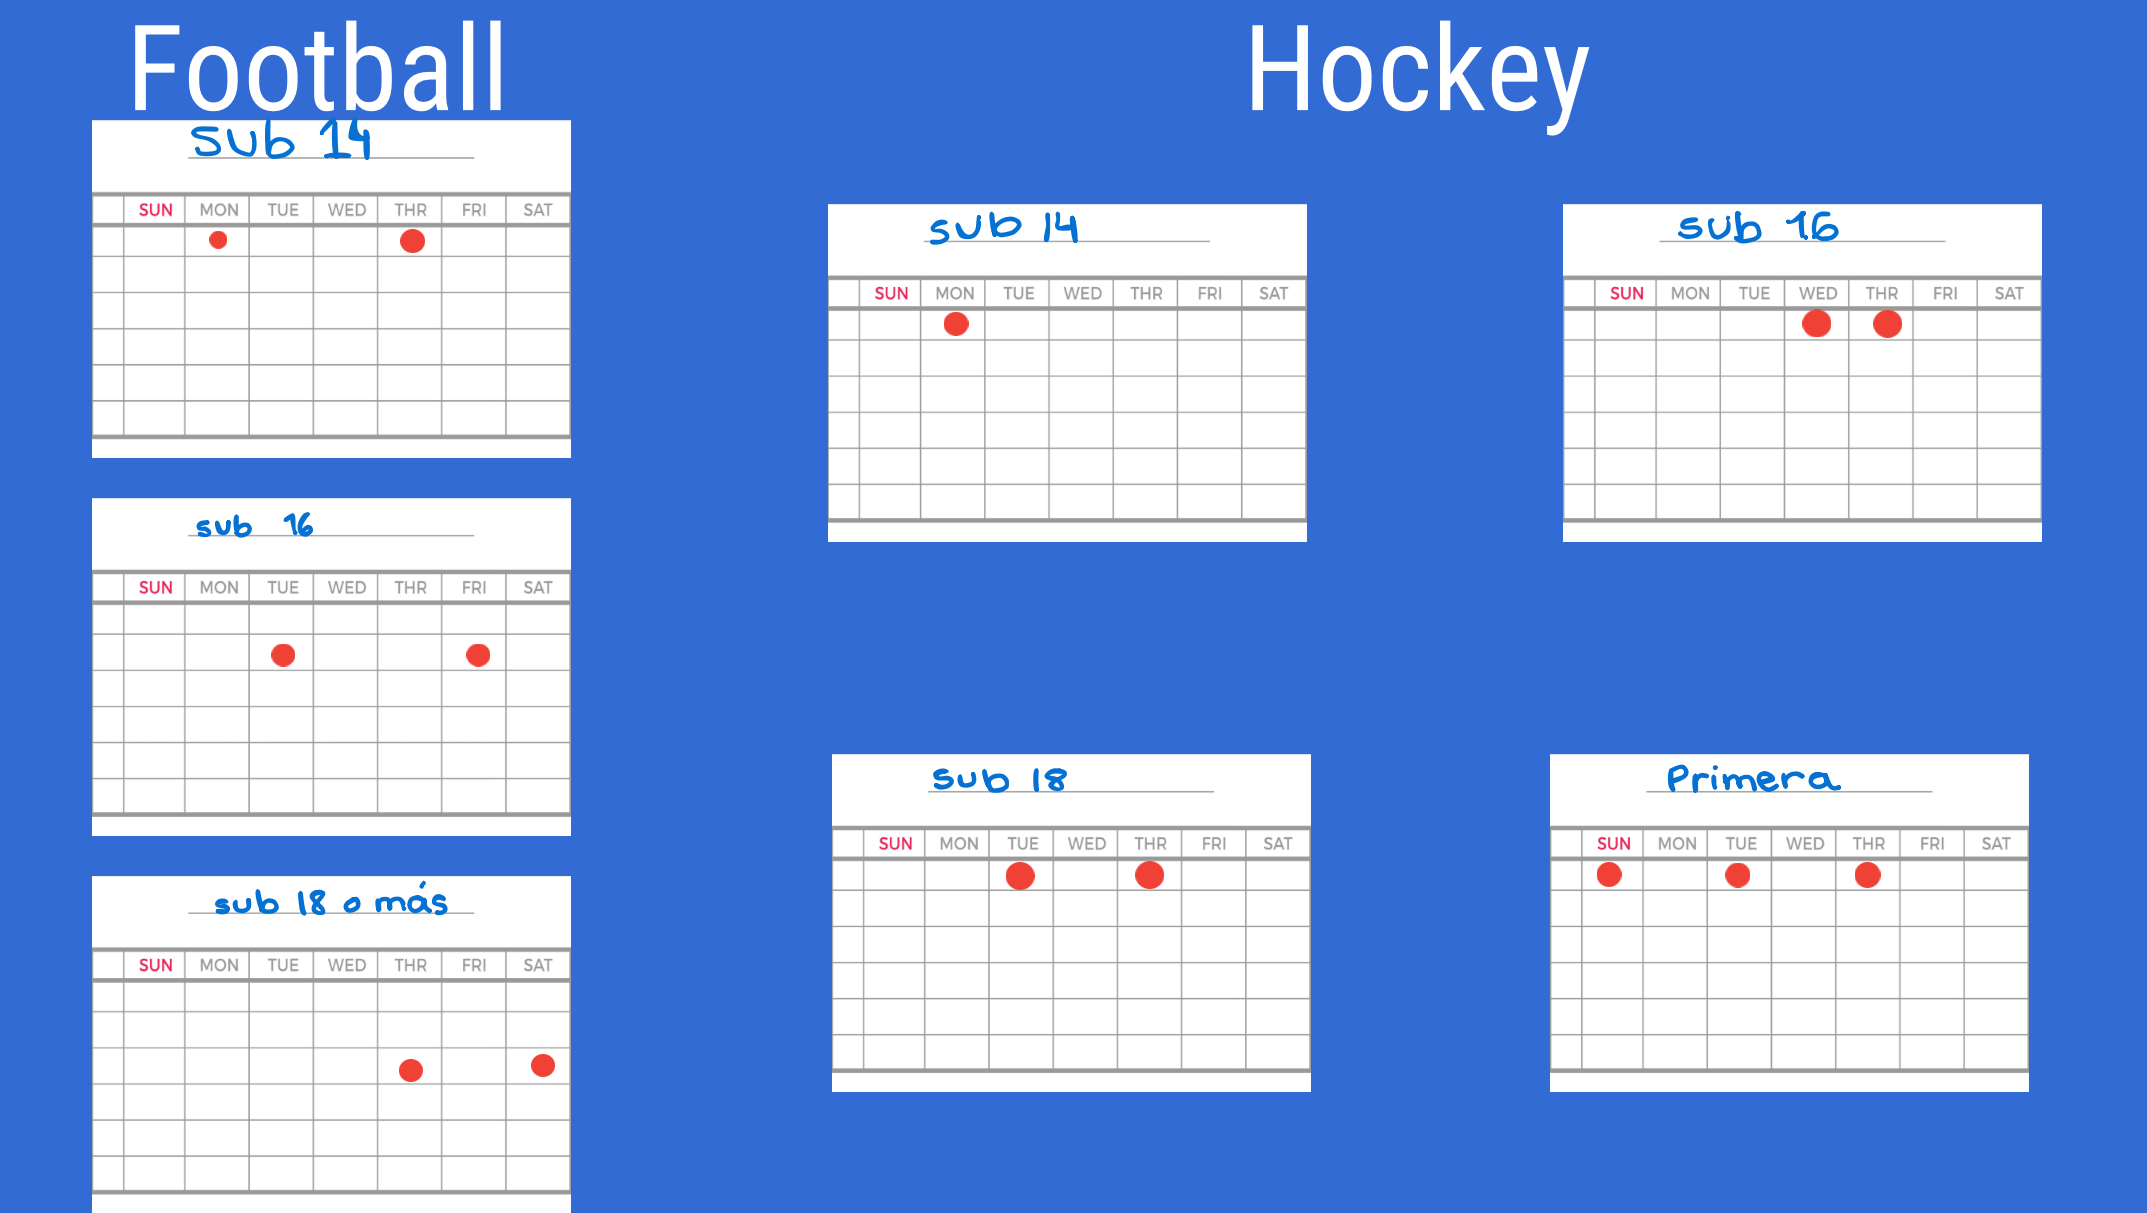 Football
sub 14
SUN MON TUE WED THR FRI SAT
sub 16
SUN MON TUE WED THR FRI SAT
sub 18 o más
SUN MON TUE WED THR FRI SAT
Hockey
sub 14
SUN MON TUE WED THR FRI SAT
sub 16
SUN MON TUE WED THR FRI SAT
sub 18
SUN MON TUE WED THR FRI SAT
Primera
SUN MON TUE WED THR FRI SAT